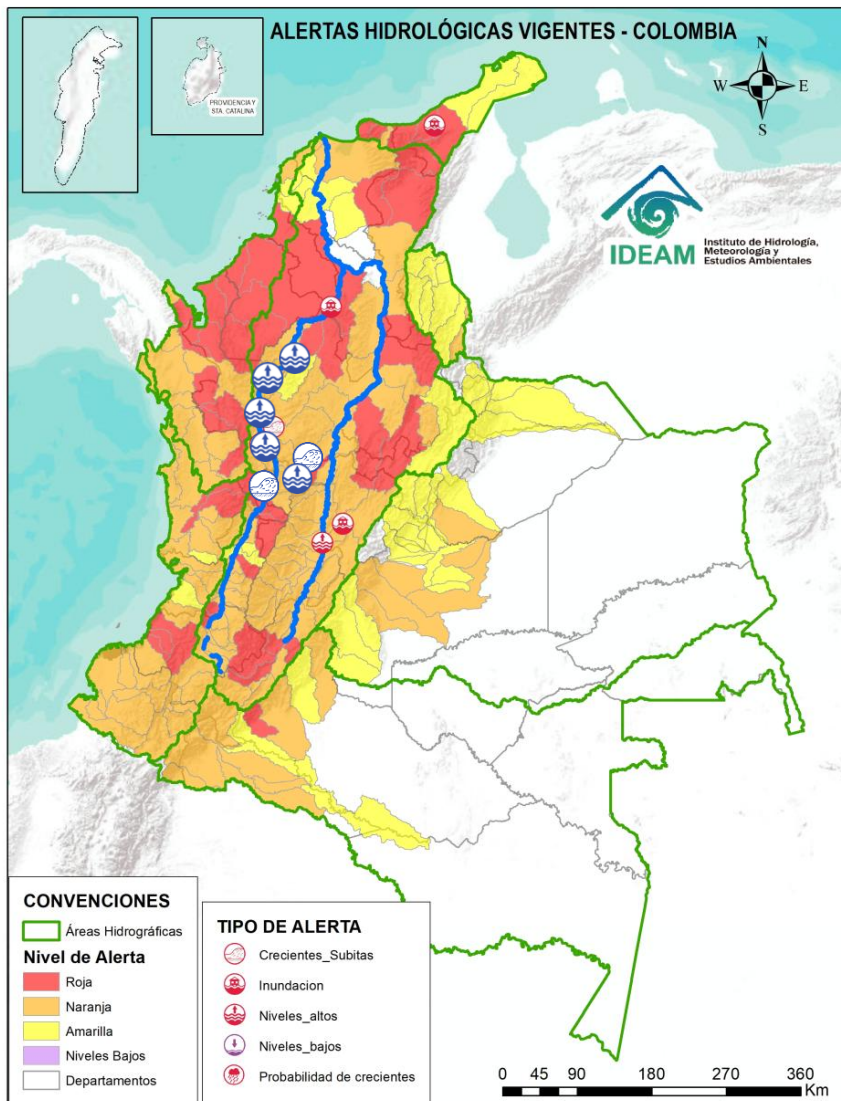 ALERTAS HIDROLÓGICAS VIGENTES - COLOMBIA
PROVIDENCIA Y
STA. CATALINA
N
W
E
S
IDEAM
Instituto de Hidrología,
Meteorología y
Estudios Ambientales
CONVENCIONES
Áreas Hidrográficas
Nivel de Alerta
Roja
Naranja
Amarilla
Niveles Bajos
Departamentos
TIPO DE ALERTA
Crecientes_Subitas
Inundacion
Niveles_altos
Niveles_bajos
Probabilidad de crecientes
0 45 90 180 270 360
Km